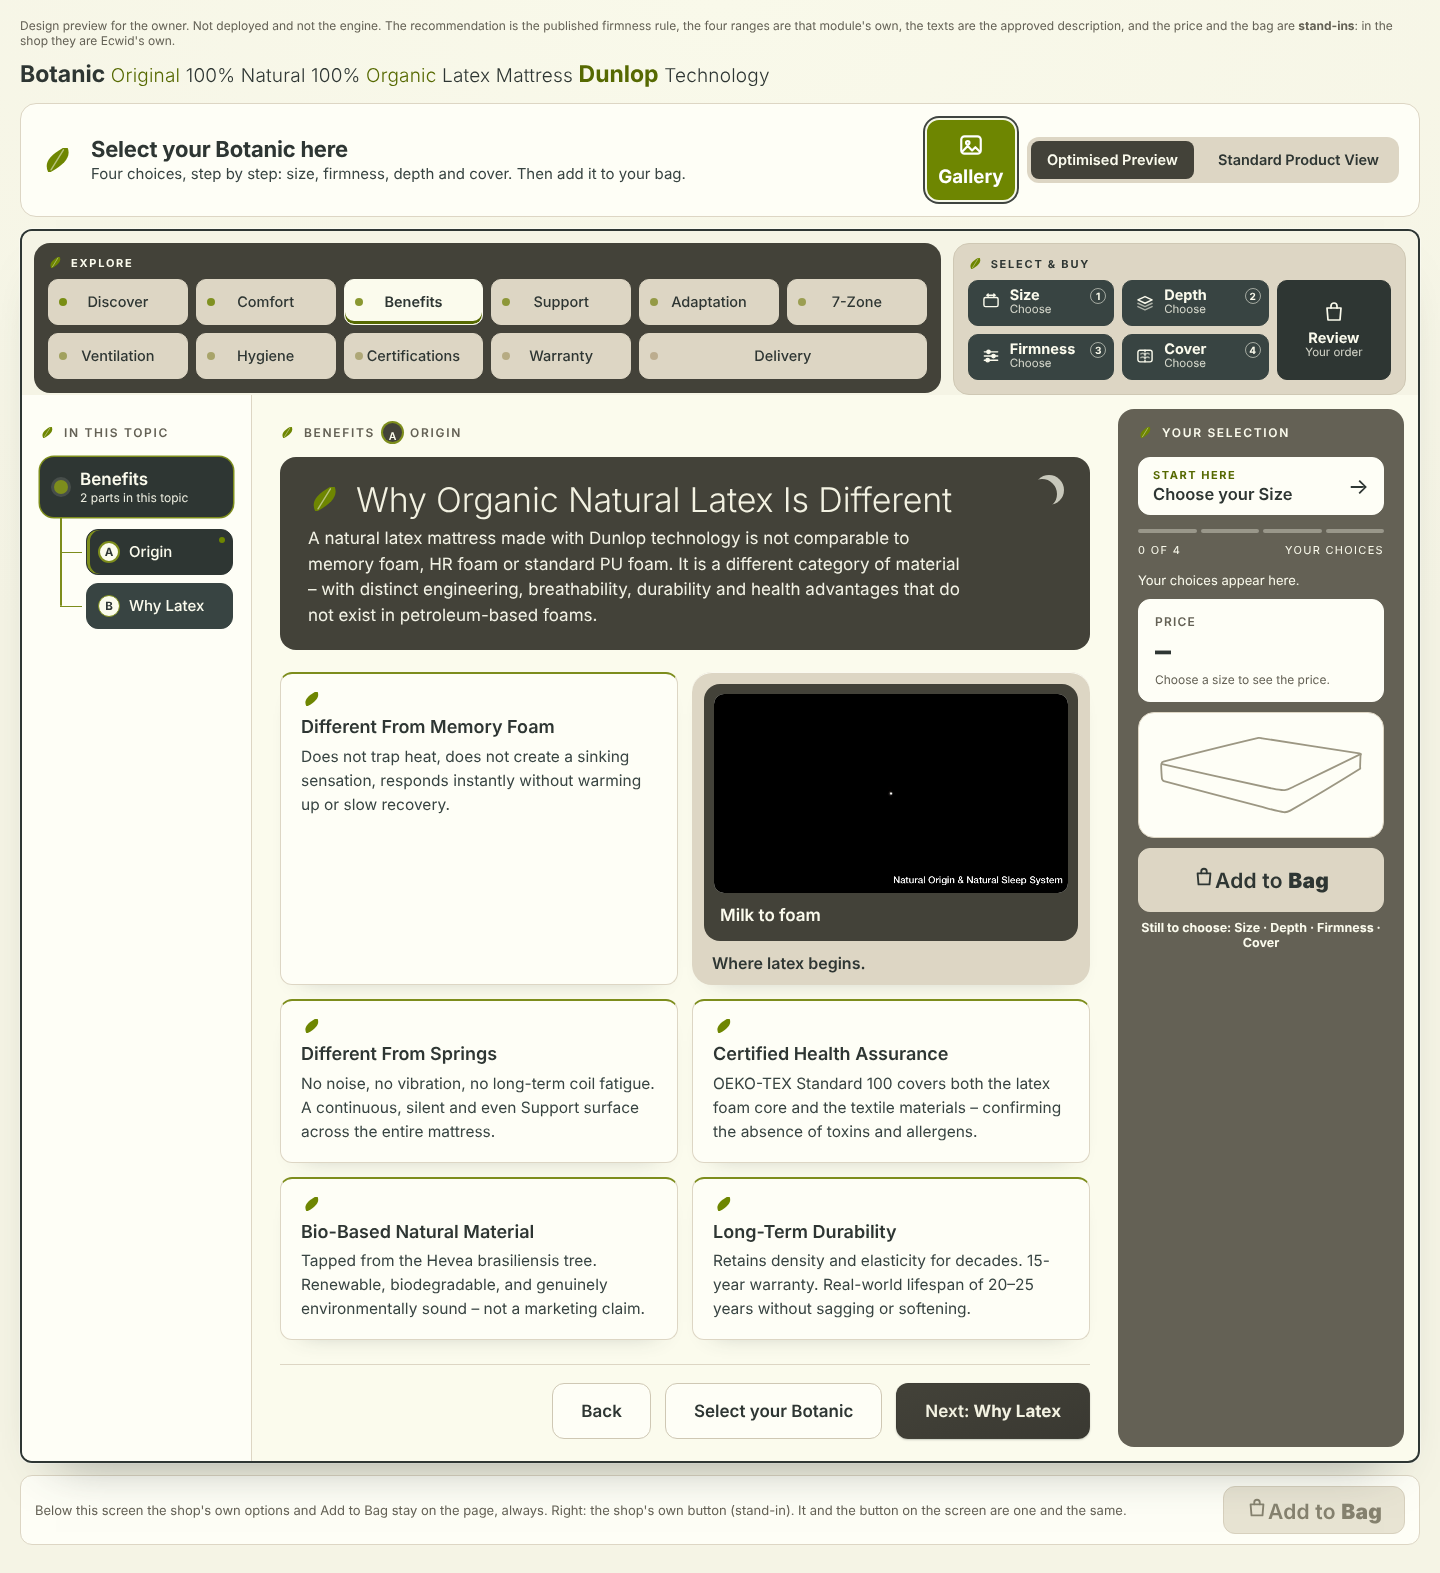 Design preview for the owner. Not deployed and not the engine. The recommendation is the published firmness rule, the four ranges are that module's own, the texts are the approved description, and the price and the bag are stand-ins: in the
shop they are Ecwid's own.
Botanic Original 100% Natural 100% Organic Latex Mattress Dunlop Technology
Select your Botanic here
Four choices, step by step: size, firmness, depth and cover. Then add it to your bag.
Gallery
Optimised Preview
Standard Product View
EXPLORE
Discover
Comfort
Benefits
Support
Adaptation
7-Zone
Ventilation
Hygiene
Certifications
Warranty
Delivery
SELECT & BUY
Size
Choose
1
Depth
Choose
2
Firmness
Choose
3
Cover
Choose
4
Review
Your order
IN THIS TOPIC
Benefits
2 parts in this topic
A Origin
B Why Latex
BENEFITS A ORIGIN
Why Organic Natural Latex Is Different
A natural latex mattress made with Dunlop technology is not comparable to
memory foam, HR foam or standard PU foam. It is a different category of material
– with distinct engineering, breathability, durability and health advantages that do
not exist in petroleum-based foams.
Different From Memory Foam
Does not trap heat, does not create a sinking
sensation, responds instantly without warming
up or slow recovery.
Natural Origin & Natural Sleep System
Milk to foam
Where latex begins.
Different From Springs
No noise, no vibration, no long-term coil fatigue.
A continuous, silent and even Support surface
across the entire mattress.
Certified Health Assurance
OEKO-TEX Standard 100 covers both the latex
foam core and the textile materials – confirming
the absence of toxins and allergens.
Bio-Based Natural Material
Tapped from the Hevea brasiliensis tree.
Renewable, biodegradable, and genuinely
environmentally sound – not a marketing claim.
Long-Term Durability
Retains density and elasticity for decades. 15-
year warranty. Real-world lifespan of 20–25
years without sagging or softening.
Back
Select your Botanic
Next: Why Latex
YOUR SELECTION
START HERE
Choose your Size
0 OF 4
YOUR CHOICES
Your choices appear here.
PRICE
–
Choose a size to see the price.
Add to Bag
Still to choose: Size · Depth · Firmness ·
Cover
Below this screen the shop's own options and Add to Bag stay on the page, always. Right: the shop's own button (stand-in). It and the button on the screen are one and the same.
Add to Bag